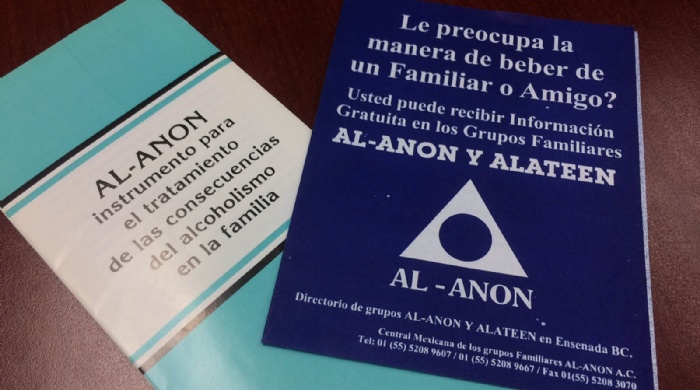 AL-ANON
instrumento para
el tratamiento
de las consecuencias
del alcoholismo
en la familia
Le preocupa la
manera de beber de
un Familiar o Amigo?
Usted puede recibir Información
Gratuita en los Grupos Familiares
AL-ANON Y ALATEEN
AL - ANON
Directorio de grupos AL-ANON Y ALATEEN en Ensenada BC.
Central Mexicana de los grupos Familiares AL-ANON A.C.
Tel: 01 (55) 5208 9607 / 01 (55) 5208 9667 / Fax 01(55) 5208 3070